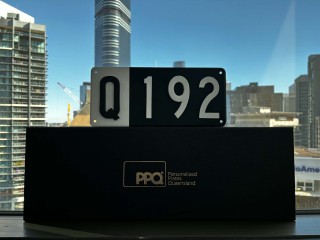 Q 192
PPQ
Personalised
Plates
Queensland